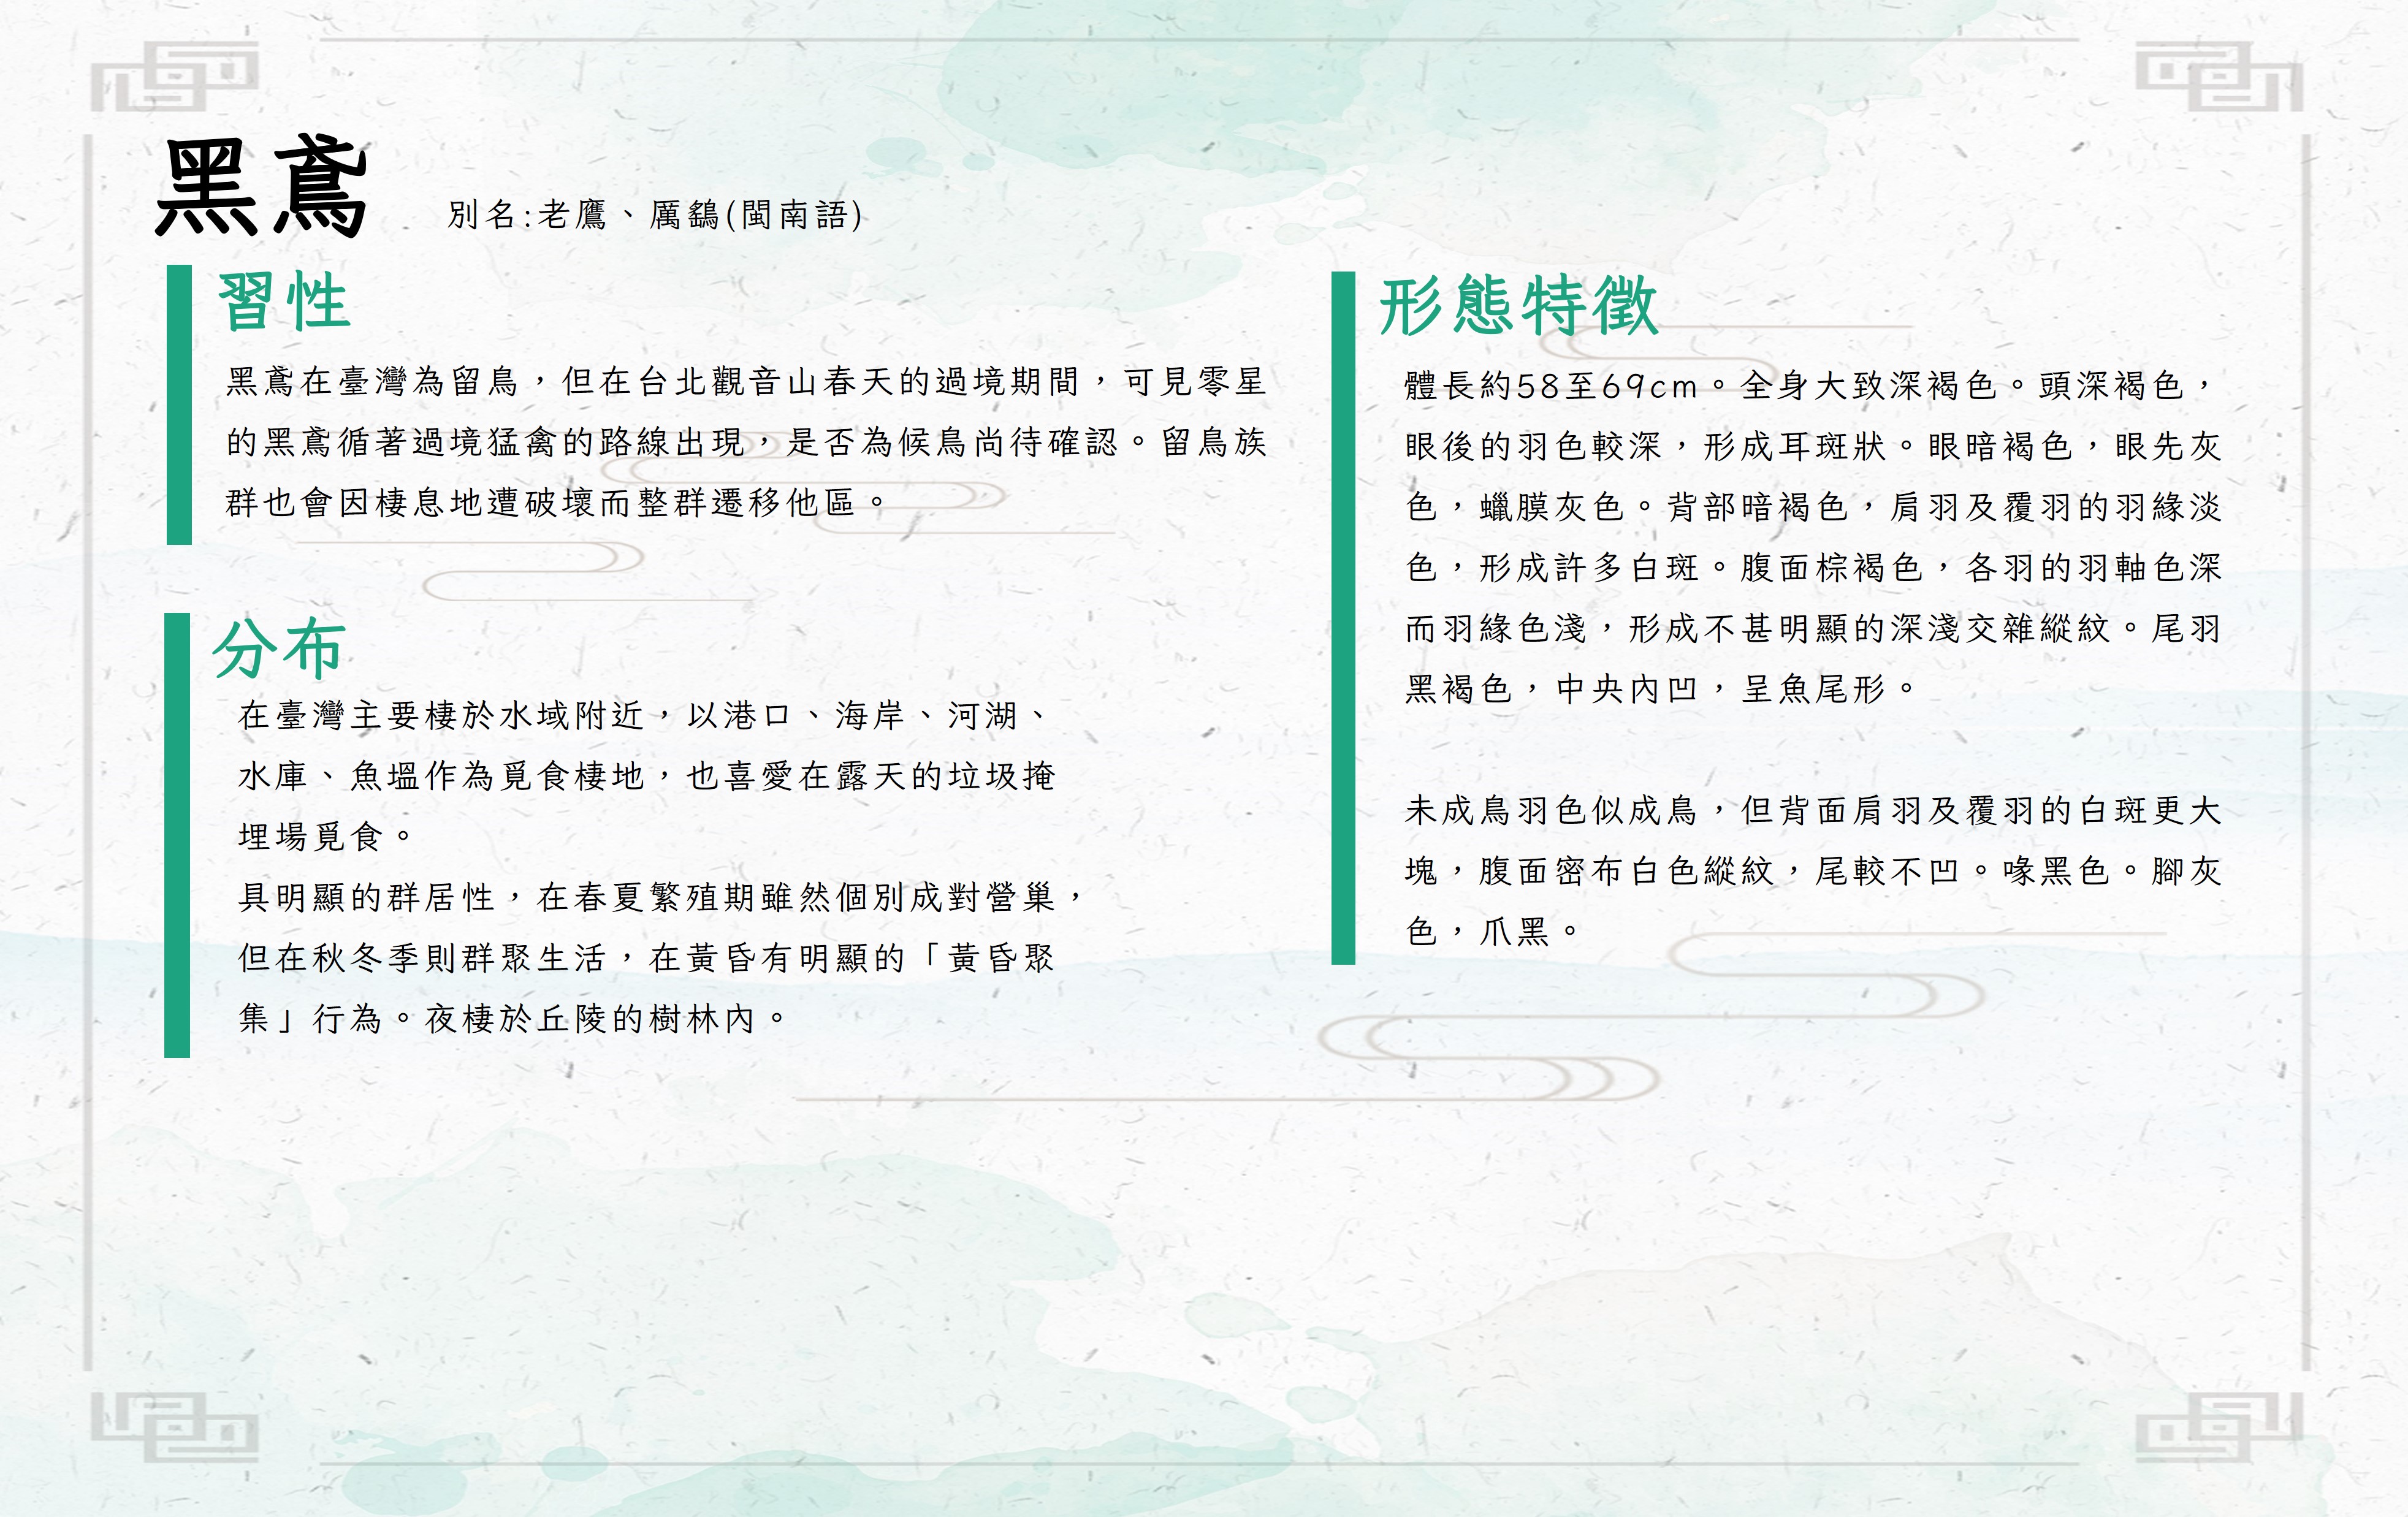 黑鳶
別名:老鷹、厲鷂(閩南語)
習性
黑鳶在臺灣為留鳥，但在台北觀音山春天的過境期間，可見零星
的黑鳶循著過境猛禽的路線出現，是否為候鳥尚待確認。留鳥族
群也會因棲息地遭破壞而整群遷移他區。
分布
在臺灣主要棲於水域附近，以港口、海岸、河湖、
水庫、魚塭作為覓食棲地，也喜愛在露天的垃圾掩
埋場覓食。
具明顯的群居性，在春夏繁殖期雖然個別成對營巢，
但在秋冬季則群聚生活，在黃昏有明顯的「黃昏聚
集」行為。夜棲於丘陵的樹林內。
形態特徵
體長約58至69cm。全身大致深褐色。頭深褐色，
眼後的羽色較深，形成耳斑狀。眼暗褐色，眼先灰
色，蠟膜灰色。背部暗褐色，肩羽及覆羽的羽緣淡
色，形成許多白斑。腹面棕褐色，各羽的羽軸色深
而羽緣色淺，形成不甚明顯的深淺交雜縱紋。尾羽
黑褐色，中央內凹，呈魚尾形。
未成鳥羽色似成鳥，但背面肩羽及覆羽的白斑更大
塊，腹面密布白色縱紋，尾較不凹。喙黑色。腳灰
色，爪黑。